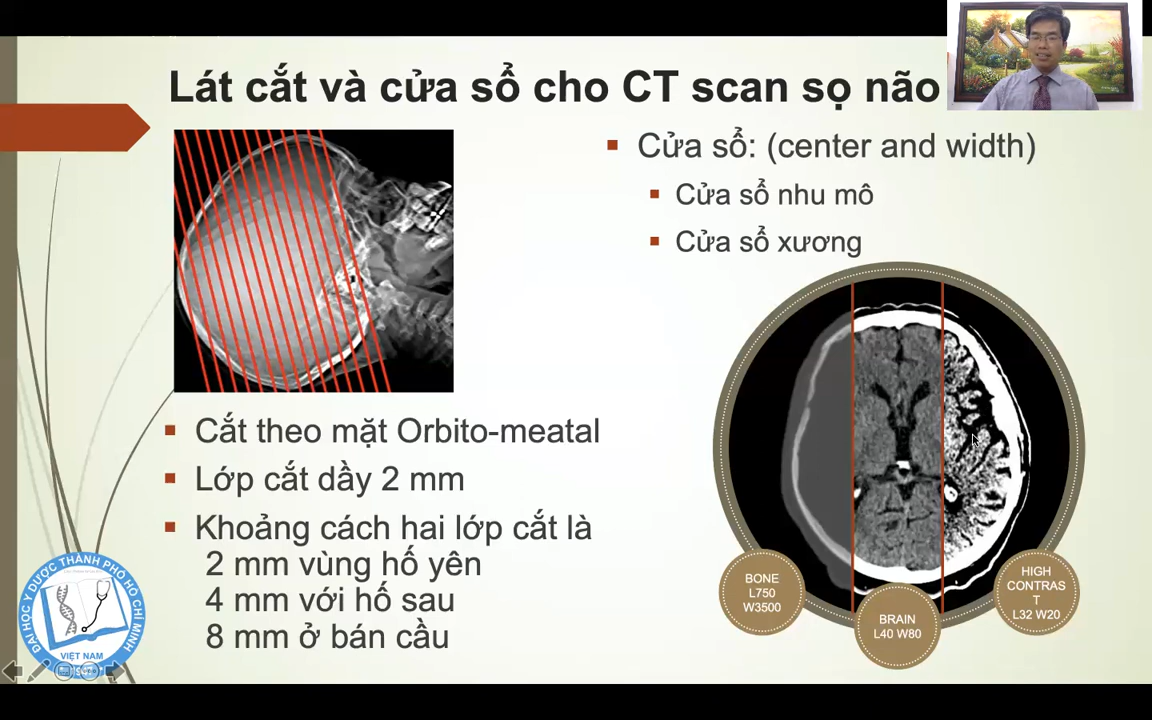 Lát cắt và cửa sổ cho CT scan sọ não
Cửa sổ: (center and width)
Cửa sổ nhu mô
Cửa sổ xương
Cắt theo mặt Orbito-meatal
Lớp cắt dầy 2 mm
Khoảng cách hai lớp cắt là
2 mm vùng hố yên
4 mm với hố sau
8 mm ở bán cầu
BONE
L750
W3500
BRAIN
L40 W80
HIGH
CONTRAS
T
L32 W20
ĐẠI HỌC Y DƯỢC THÀNH PHỐ HỒ CHÍ MINH
VIỆT NAM